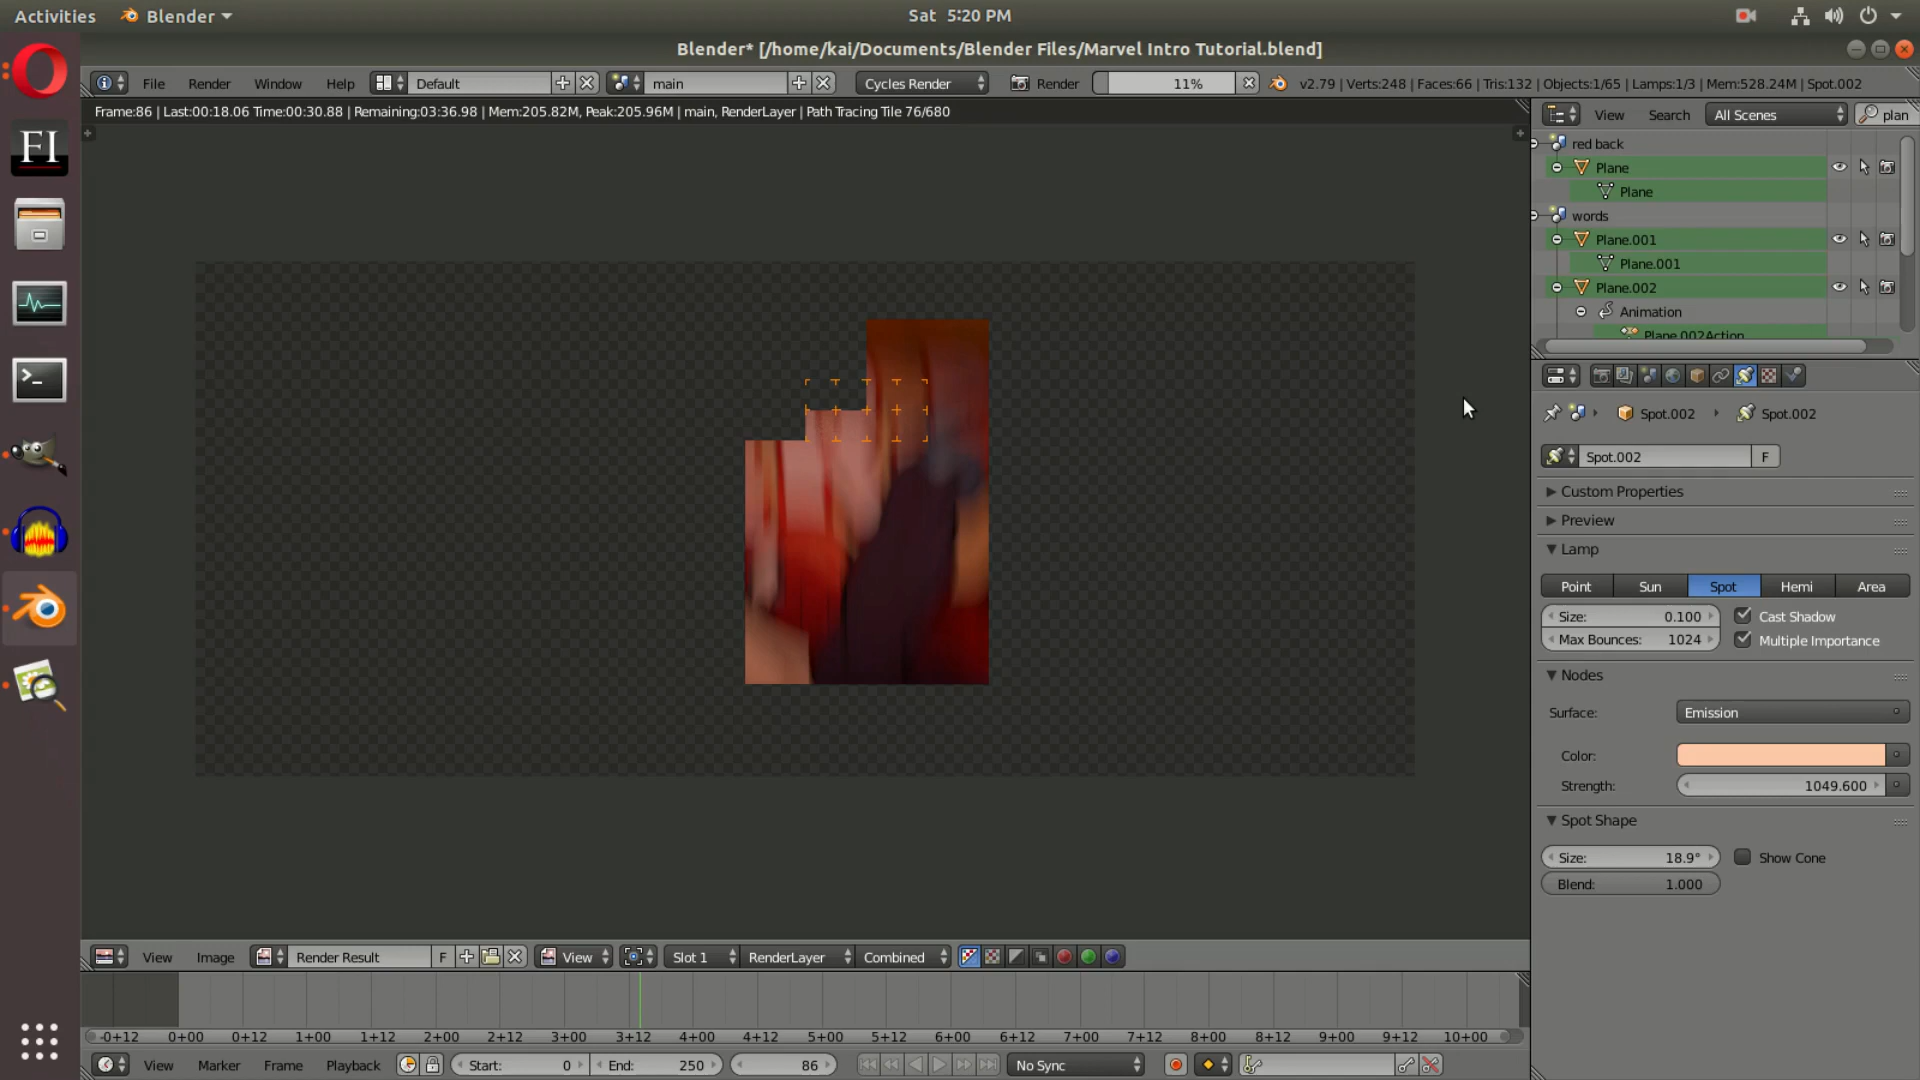 Activities Blender Sat 5:20 PM
Blender* [/home/kai/Documents/Blender Files/Marvel Intro Tutorial.blend]
File Render Window Help Default main Cycles Render Render 11% v2.79 | Verts:248 | Faces:66 | Tris:132 | Objects:1/65 | Lamps:1/3 | Mem:528.24M | Spot.002
Frame:86 | Last:00:18.06 Time:00:30.88 | Remaining:03:36.98 | Mem:205.82M, Peak:205.96M | main, RenderLayer | Path Tracing Tile 76/680
View Search All Scenes plan
red back
Plane
Plane
words
Plane.001
Plane.001
Plane.002
Animation
Plane.002Action
FI
Spot.002 Spot.002
Spot.002 F
Custom Properties
Preview
Lamp
Point Sun Spot Hemi Area
Size: 0.100 Cast Shadow
Max Bounces: 1024 Multiple Importance
Nodes
Surface: Emission
Color:
Strength: 1049.600
Spot Shape
Size: 18.9° Show Cone
Blend: 1.000
View Image Render Result F View Slot 1 RenderLayer Combined
-0+12 0+00 0+12 1+00 1+12 2+00 2+12 3+00 3+12 4+00 4+12 5+00 5+12 6+00 6+12 7+00 7+12 8+00 8+12 9+00 9+12 10+00
View Marker Frame Playback Start: 0 End: 250 86 No Sync